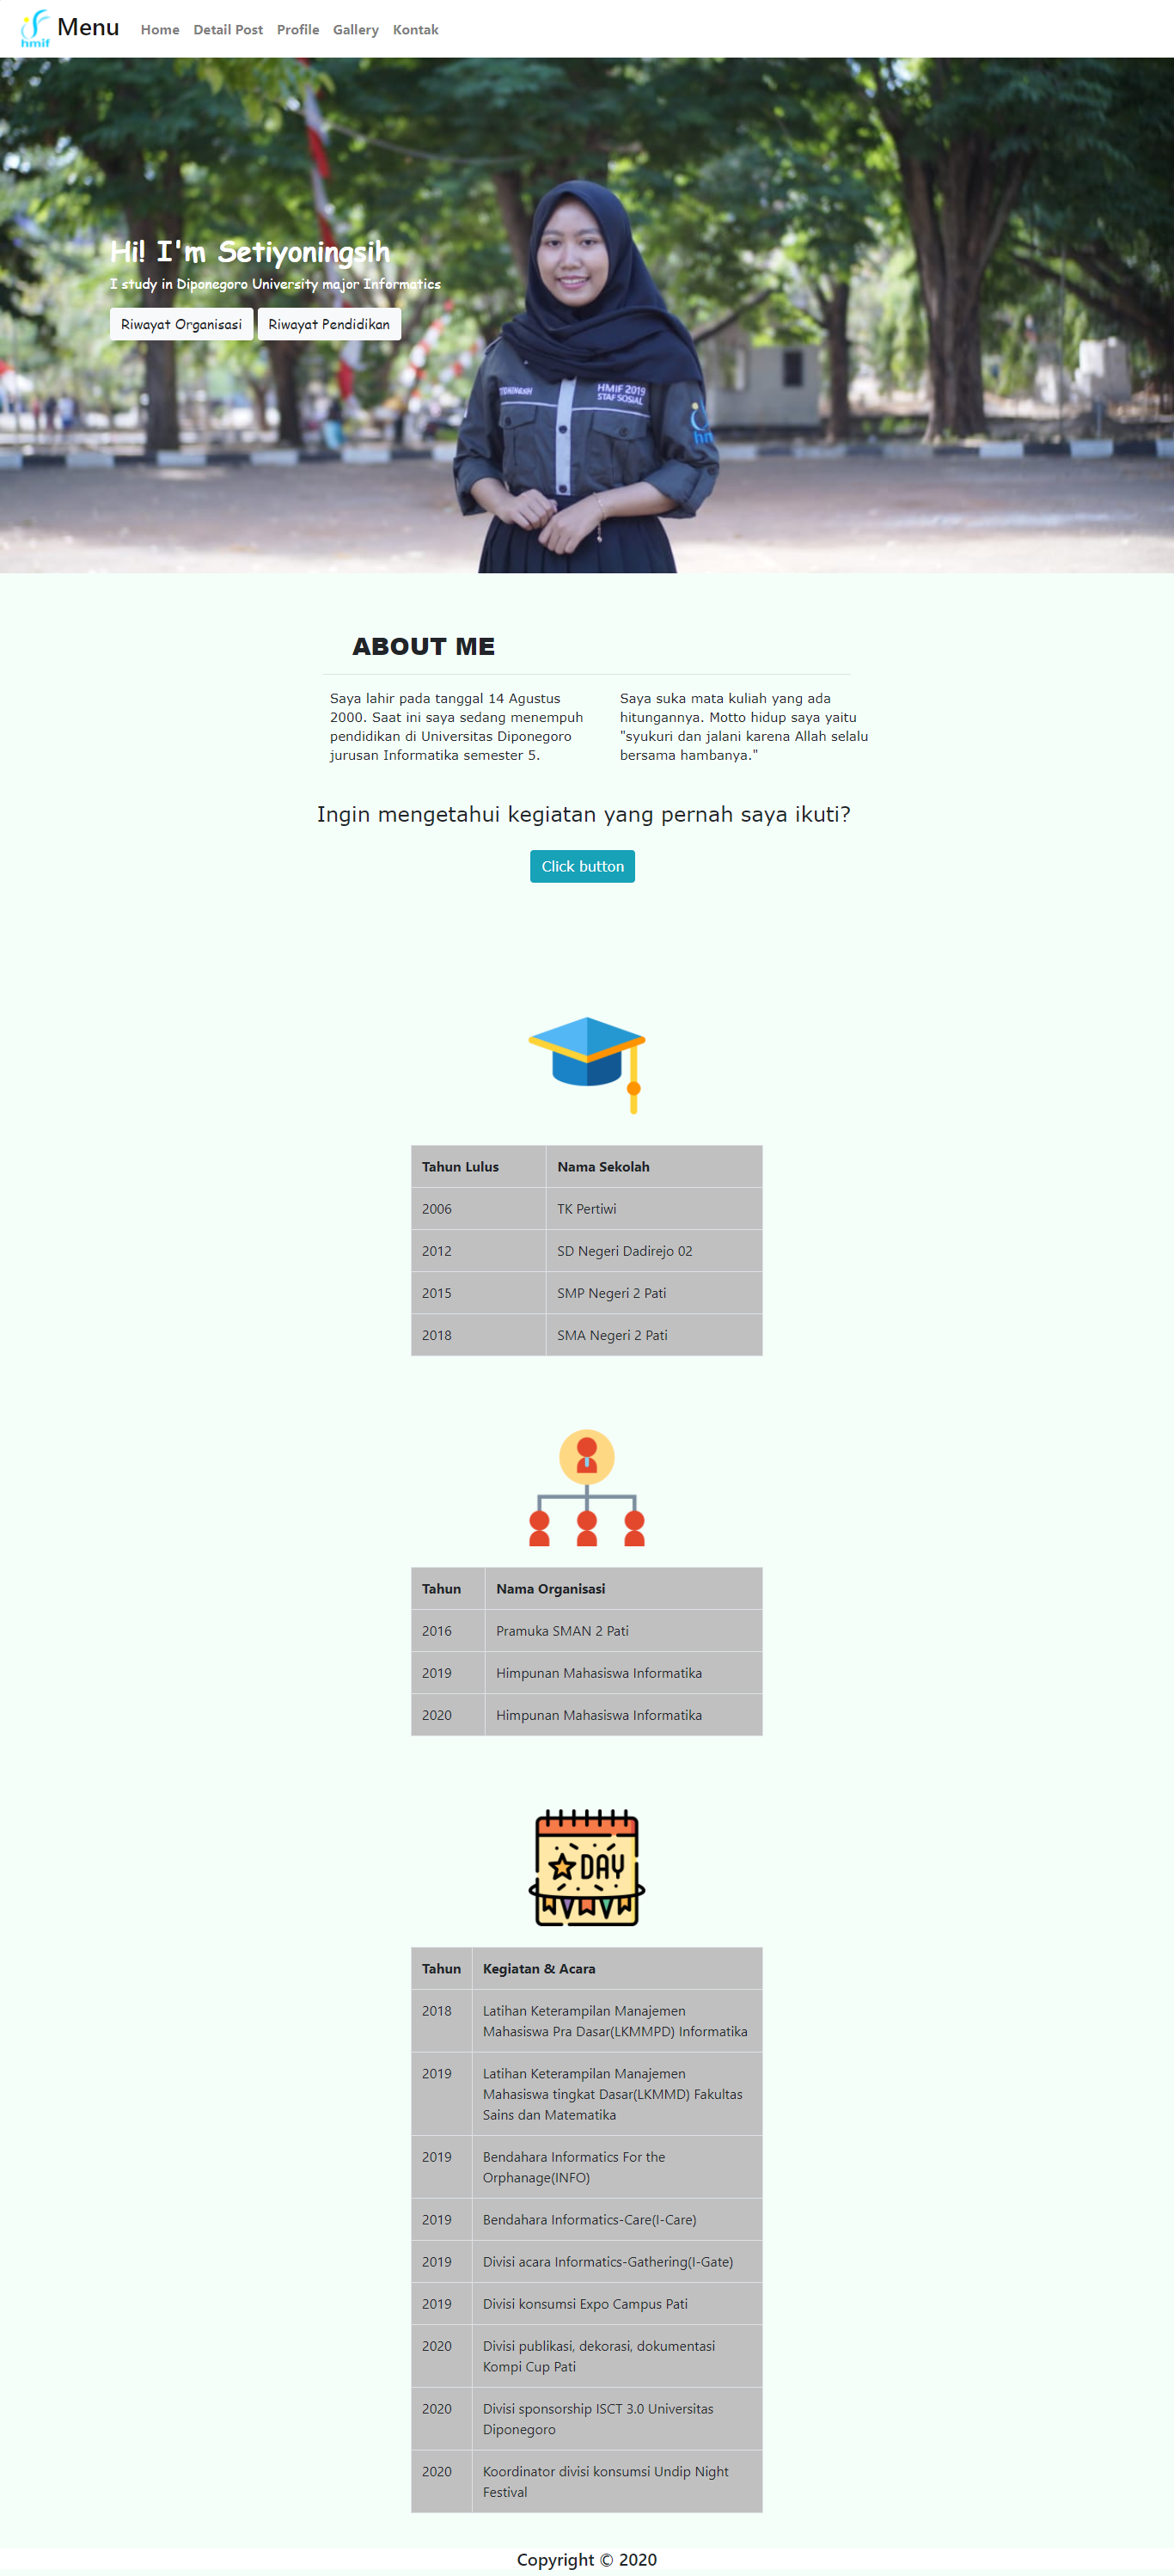 hmif Menu Home Detail Post Profile Gallery Kontak
Hi! I'm Setiyoningsih
I study in Diponegoro University major Informatics
Riwayat Organisasi Riwayat Pendidikan
HMIF 2019
STAF SOSIAL
ABOUT ME
Saya lahir pada tanggal 14 Agustus
2000. Saat ini saya sedang menempuh
pendidikan di Universitas Diponegoro
jurusan Informatika semester 5.
Saya suka mata kuliah yang ada
hitungannya. Motto hidup saya yaitu
"syukuri dan jalani karena Allah selalu
bersama hambanya."
Ingin mengetahui kegiatan yang pernah saya ikuti?
Click button
Tahun Lulus Nama Sekolah
2006 TK Pertiwi
2012 SD Negeri Dadirejo 02
2015 SMP Negeri 2 Pati
2018 SMA Negeri 2 Pati
Tahun Nama Organisasi
2016 Pramuka SMAN 2 Pati
2019 Himpunan Mahasiswa Informatika
2020 Himpunan Mahasiswa Informatika
DAY
Tahun Kegiatan & Acara
2018 Latihan Keterampilan Manajemen
Mahasiswa Pra Dasar(LKMMPD) Informatika
2019 Latihan Keterampilan Manajemen
Mahasiswa tingkat Dasar(LKMMD) Fakultas
Sains dan Matematika
2019 Bendahara Informatics For the
Orphanage(INFO)
2019 Bendahara Informatics-Care(I-Care)
2019 Divisi acara Informatics-Gathering(I-Gate)
2019 Divisi konsumsi Expo Campus Pati
2020 Divisi publikasi, dekorasi, dokumentasi
Kompi Cup Pati
2020 Divisi sponsorship ISCT 3.0 Universitas
Diponegoro
2020 Koordinator divisi konsumsi Undip Night
Festival
Copyright © 2020